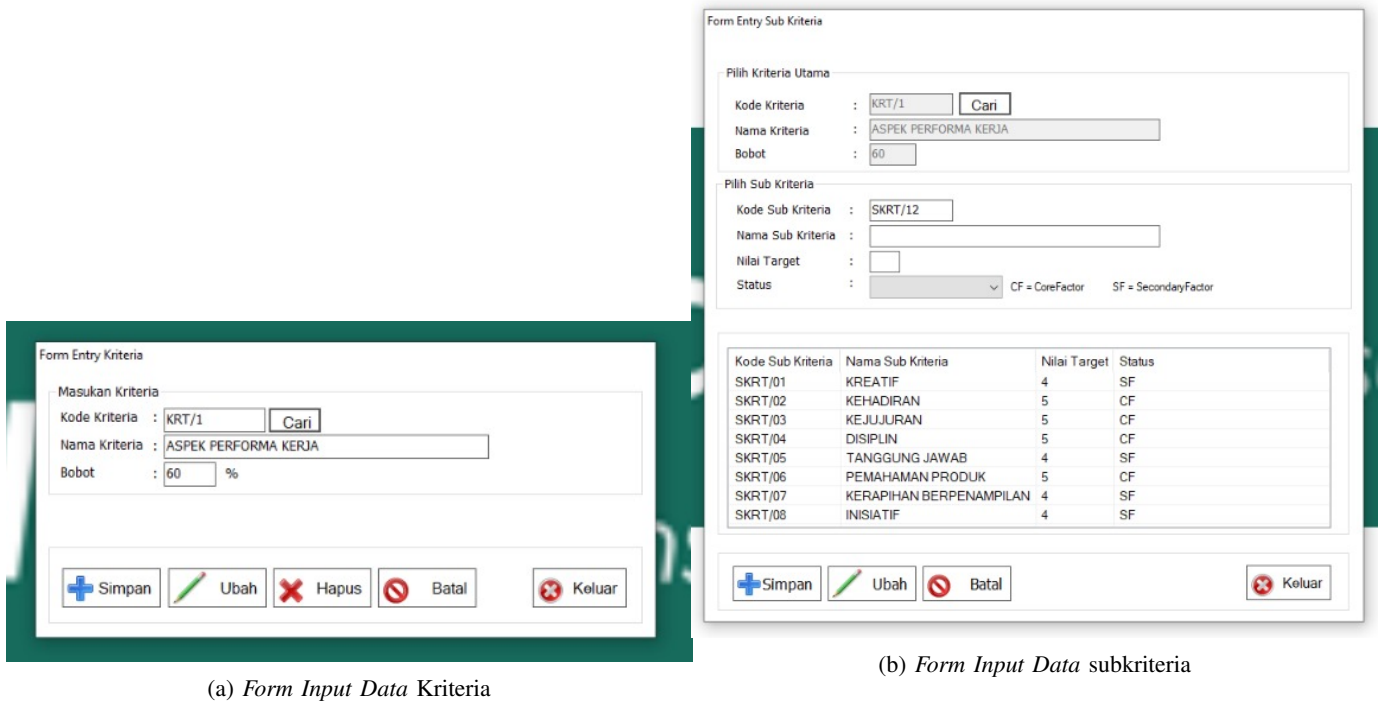 Form Entry Kriteria
Masukan Kriteria
Kode Kriteria : KRT/1 Cari
Nama Kriteria : ASPEK PERFORMA KERJA
Bobot : 60 %
Simpan Ubah Hapus Batal Keluar
(a) Form Input Data Kriteria
Form Entry Sub Kriteria
Pilih Kriteria Utama
Kode Kriteria : KRT/1 Cari
Nama Kriteria : ASPEK PERFORMA KERJA
Bobot : 60
Pilih Sub Kriteria
Kode Sub Kriteria : SKRT/12
Nama Sub Kriteria :
Nilai Target :
Status : CF = CoreFactor SF = SecondaryFactor
Kode Sub Kriteria Nama Sub Kriteria Nilai Target Status
SKRT/01 KREATIF 4 SF
SKRT/02 KEHADIRAN 5 CF
SKRT/03 KEJUJURAN 5 CF
SKRT/04 DISIPLIN 5 CF
SKRT/05 TANGGUNG JAWAB 4 SF
SKRT/06 PEMAHAMAN PRODUK 5 CF
SKRT/07 KERAPIHAN BERPENAMPILAN 4 SF
SKRT/08 INISIATIF 4 SF
Simpan Ubah Batal Keluar
(b) Form Input Data subkriteria